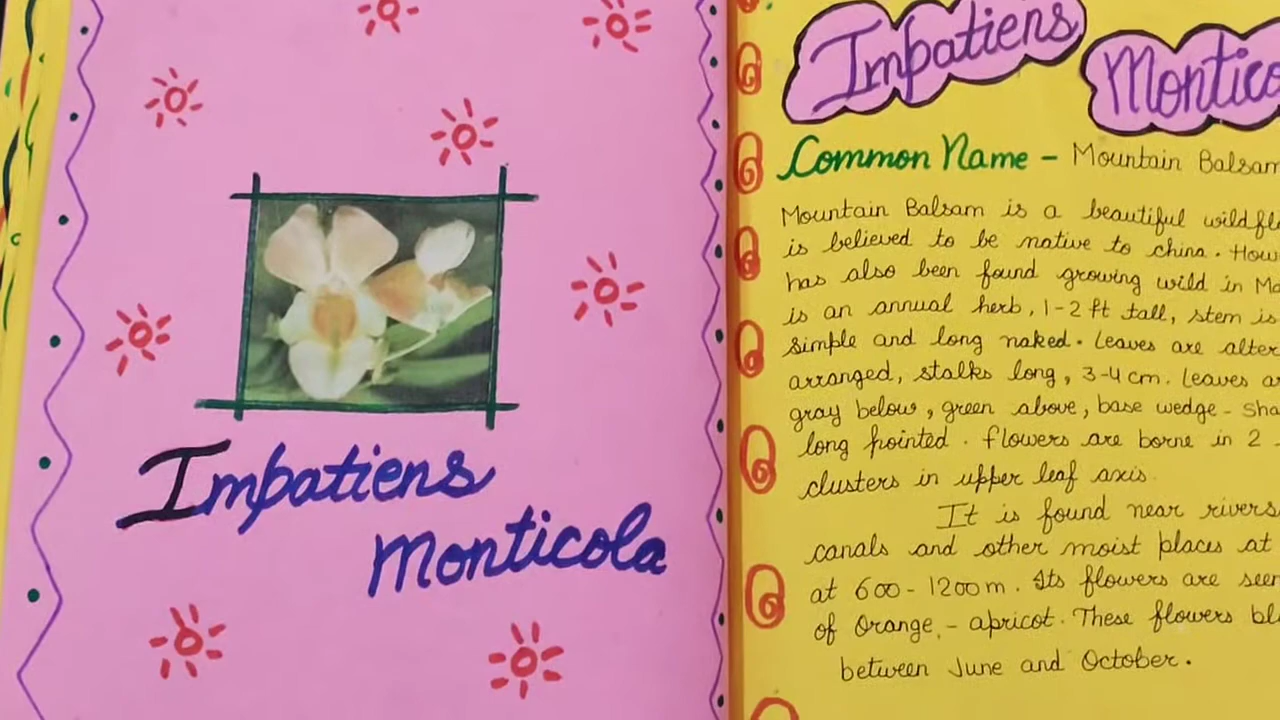 Impatiens
Monticola
Impatiens
Montico
Common Name - Mountain Balsam
Mountain Balsam is a beautiful wildfl
is believed to be native to china. How
has also been found growing wild in Ma
is an annual herb, 1-2 ft tall, stem is
simple and long naked. Leaves are alter
arranged, stalks long, 3-4 cm. Leaves a
gray below, green above, base wedge - Sha
long pointed. flowers are borne in 2 -
clusters in upper leaf axis.
It is found near rivers
canals and other moist places at
at 600 - 1200 m. Its flowers are seen
of Orange - apricot. These flowers bl
between June and October.